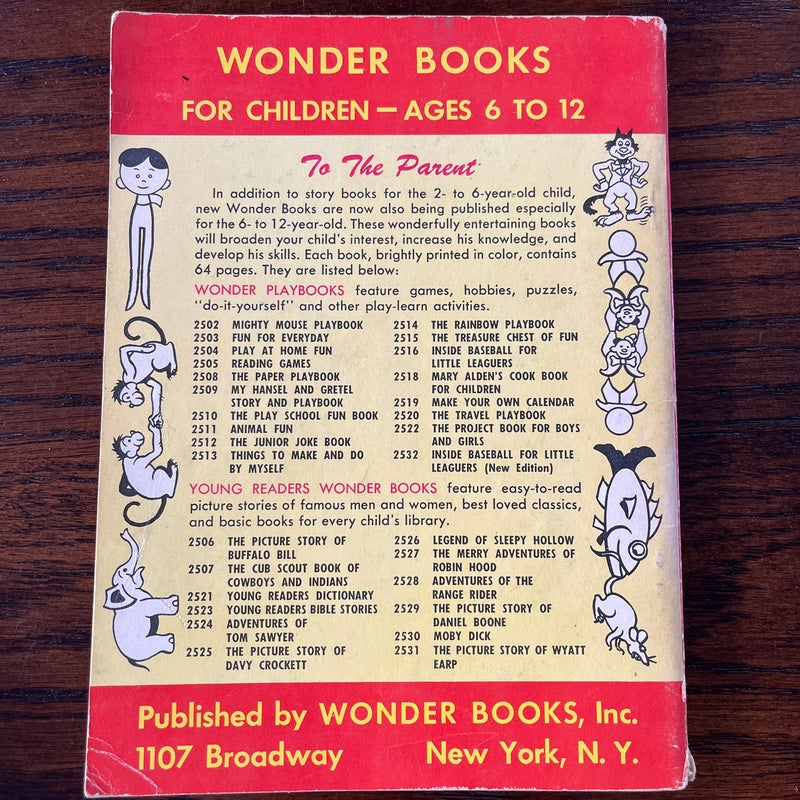 WONDER BOOKS
FOR CHILDREN — AGES 6 TO 12
To The Parent
In addition to story books for the 2- to 6-year-old child,
new Wonder Books are now also being published especially
for the 6- to 12-year-old. These wonderfully entertaining books
will broaden your child's interest, increase his knowledge, and
develop his skills. Each book, brightly printed in color, contains
64 pages. They are listed below:
WONDER PLAYBOOKS feature games, hobbies, puzzles,
"do-it-yourself" and other play-learn activities.
2502 MIGHTY MOUSE PLAYBOOK
2503 FUN FOR EVERYDAY
2504 PLAY AT HOME FUN
2505 READING GAMES
2508 THE PAPER PLAYBOOK
2509 MY HANSEL AND GRETEL
STORY AND PLAYBOOK
2510 THE PLAY SCHOOL FUN BOOK
2511 ANIMAL FUN
2512 THE JUNIOR JOKE BOOK
2513 THINGS TO MAKE AND DO
BY MYSELF
2514 THE RAINBOW PLAYBOOK
2515 THE TREASURE CHEST OF FUN
2516 INSIDE BASEBALL FOR
LITTLE LEAGUERS
2518 MARY ALDEN'S COOK BOOK
FOR CHILDREN
2519 MAKE YOUR OWN CALENDAR
2520 THE TRAVEL PLAYBOOK
2522 THE PROJECT BOOK FOR BOYS
AND GIRLS
2532 INSIDE BASEBALL FOR LITTLE
LEAGUERS (New Edition)
YOUNG READERS WONDER BOOKS feature easy-to-read
picture stories of famous men and women, best loved classics,
and basic books for every child's library.
2506 THE PICTURE STORY OF
BUFFALO BILL
2507 THE CUB SCOUT BOOK OF
COWBOYS AND INDIANS
2521 YOUNG READERS DICTIONARY
2523 YOUNG READERS BIBLE STORIES
2524 ADVENTURES OF
TOM SAWYER
2525 THE PICTURE STORY OF
DAVY CROCKETT
2526 LEGEND OF SLEEPY HOLLOW
2527 THE MERRY ADVENTURES OF
ROBIN HOOD
2528 ADVENTURES OF THE
RANGE RIDER
2529 THE PICTURE STORY OF
DANIEL BOONE
2530 MOBY DICK
2531 THE PICTURE STORY OF WYATT
EARP
Published by WONDER BOOKS, Inc.
1107 Broadway New York, N. Y.